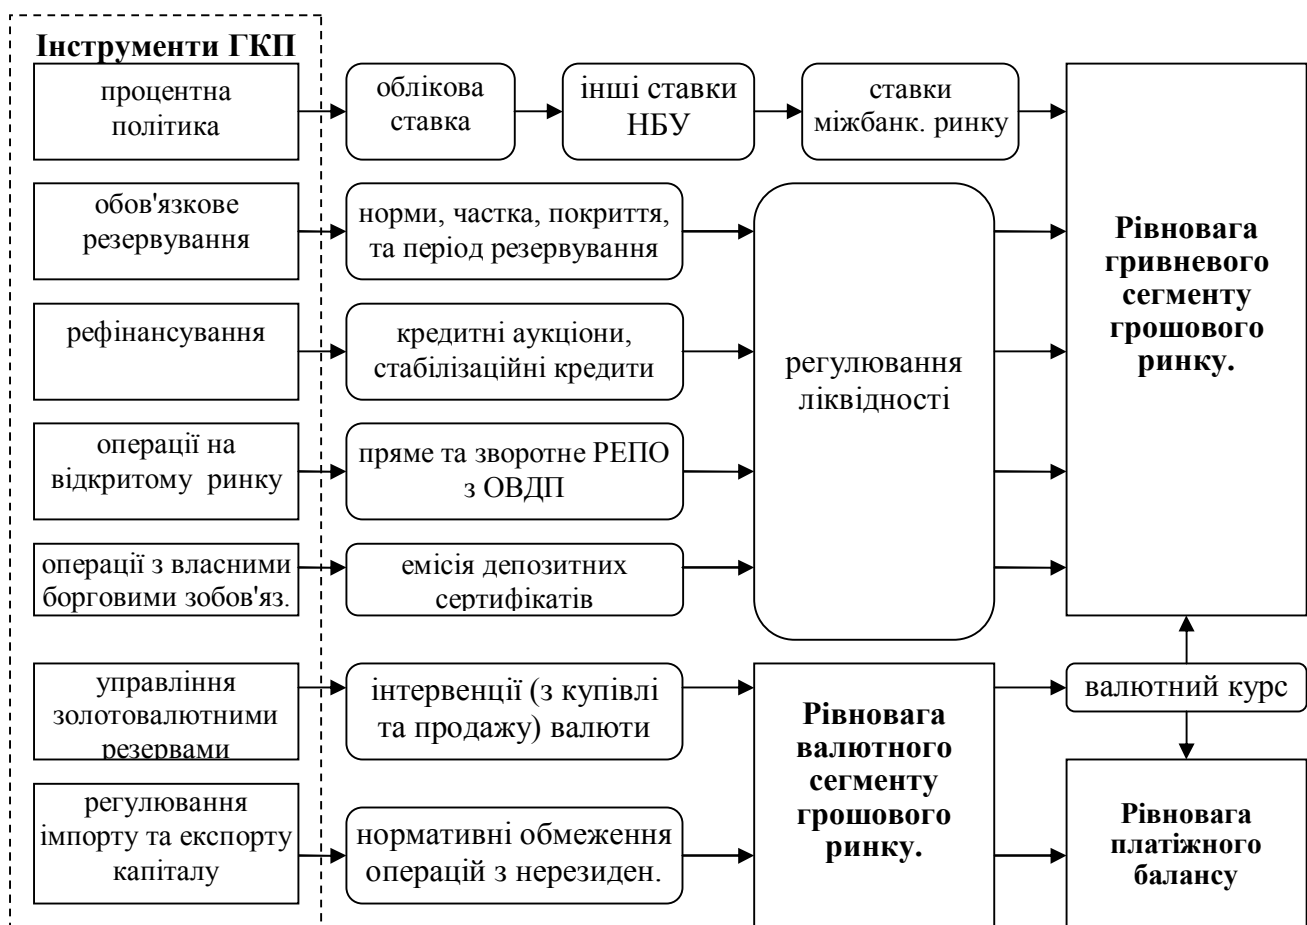 Інструменти ГКП
процентна
політика
облікова
ставка
інші ставки
НБУ
ставки
міжбанк. ринку
обов'язкове
резервування
норми, частка, покриття,
та період резервування
рефінансування
кредитні аукціони,
стабілізаційні кредити
операції на
відкритому  ринку
пряме та зворотне РЕПО
з ОВДП
операції з власними
борговими зобов'яз.
емісія депозитних
сертифікатів
регулювання
ліквідності
Рівновага
гривневого
сегменту
грошового
ринку.
управління
золотовалютними
резервами
інтервенції (з купівлі
та продажу) валюти
регулювання
імпорту та експорту
капіталу
нормативні обмеження
операцій з нерезиден.
Рівновага
валютного
сегменту
грошового
ринку.
валютний курс
Рівновага
платіжного
балансу